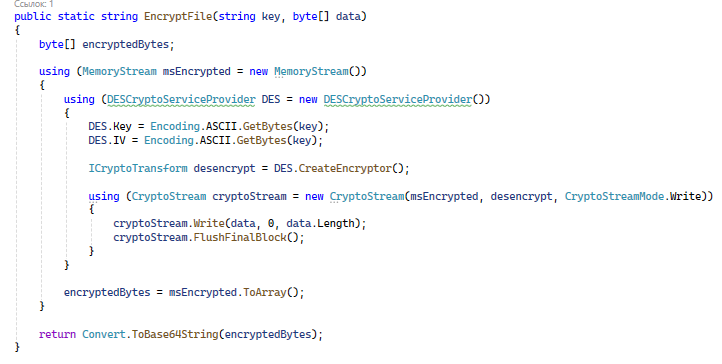 Ссылок: 1
public static string EncryptFile(string key, byte[] data)
{
    byte[] encryptedBytes;

    using (MemoryStream msEncrypted = new MemoryStream())
    {
        using (DESCryptoServiceProvider DES = new DESCryptoServiceProvider())
        {
            DES.Key = Encoding.ASCII.GetBytes(key);
            DES.IV = Encoding.ASCII.GetBytes(key);

            ICryptoTransform desencrypt = DES.CreateEncryptor();

            using (CryptoStream cryptoStream = new CryptoStream(msEncrypted, desencrypt, CryptoStreamMode.Write))
            {
                cryptoStream.Write(data, 0, data.Length);
                cryptoStream.FlushFinalBlock();
            }
        }

        encryptedBytes = msEncrypted.ToArray();
    }

    return Convert.ToBase64String(encryptedBytes);
}